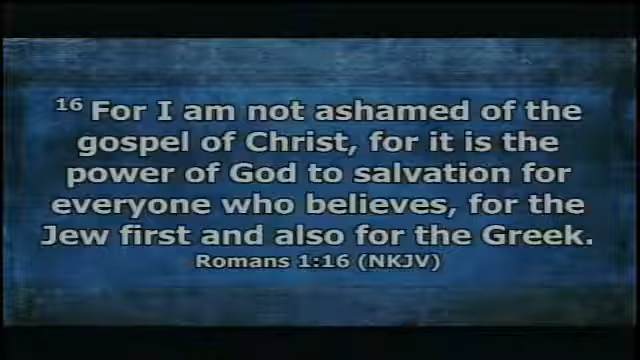 16 For I am not ashamed of the
gospel of Christ, for it is the
power of God to salvation for
everyone who believes, for the
Jew first and also for the Greek.
Romans 1:16 (NKJV)